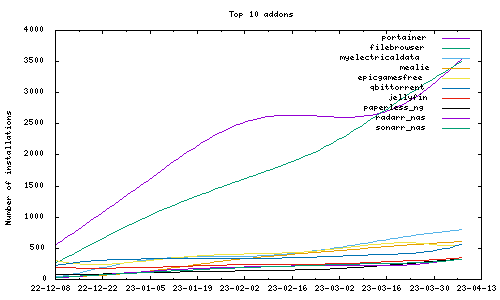 Top 10 addons
4000
3500
3000
2500
2000
1500
1000
500
0
Number of installations
portainer
filebrowser
myelectricaldata
mealie
epicgamesfree
qbittorrent
jellyfin
paperless_ng
radarr_nas
sonarr_nas
22-12-08 22-12-22 23-01-05 23-01-19 23-02-02 23-02-16 23-03-02 23-03-16 23-03-30 23-04-13